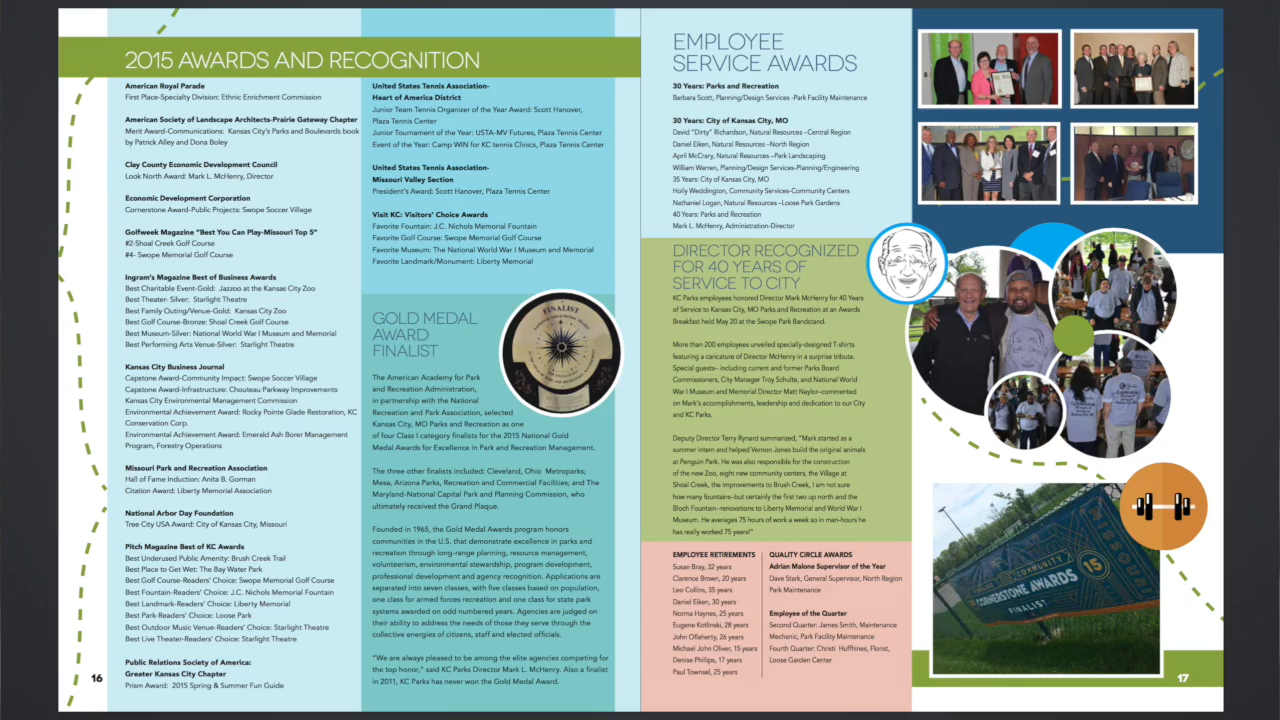 2015 AWARDS AND RECOGNITION
American Royal Parade
First Place-Specialty Division: Ethnic Enrichment Commission
American Society of Landscape Architects-Prairie Gateway Chapter
Merit Award-Communications: Kansas City's Parks and Boulevards book
by Patrick Alley and Dona Boley
Clay County Economic Development Council
Look North Award: Mark L. McHenry, Director
Economic Development Corporation
Cornerstone Award-Public Projects: Swope Soccer Village
Golfweek Magazine "Best You Can Play-Missouri Top 5"
#2-Shoal Creek Golf Course
#4- Swope Memorial Golf Course
Ingram's Magazine Best of Business Awards
Best Charitable Event-Gold: Jazzoo at the Kansas City Zoo
Best Theater- Silver: Starlight Theatre
Best Family Outing/Venue-Gold: Kansas City Zoo
Best Golf Course-Bronze: Shoal Creek Golf Course
Best Museum-Silver: National World War I Museum and Memorial
Best Performing Arts Venue-Silver: Starlight Theatre
Kansas City Business Journal
Capstone Award-Community Impact: Swope Soccer Village
Capstone Award-Infrastructure: Chouteau Parkway Improvements
Kansas City Environmental Management Commission
Environmental Achievement Award: Rocky Pointe Glade Restoration, KC
Conservation Corp.
Environmental Achievement Award: Emerald Ash Borer Management
Program, Forestry Operations
Missouri Park and Recreation Association
Hall of Fame Induction: Anita B. Gorman
Citation Award: Liberty Memorial Association
National Arbor Day Foundation
Tree City USA Award: City of Kansas City, Missouri
Pitch Magazine Best of KC Awards
Best Underused Public Amenity: Brush Creek Trail
Best Place to Get Wet: The Bay Water Park
Best Golf Course-Readers' Choice: Swope Memorial Golf Course
Best Fountain-Readers' Choice: J.C. Nichols Memorial Fountain
Best Landmark-Readers' Choice: Liberty Memorial
Best Park-Readers' Choice: Loose Park
Best Outdoor Music Venue-Readers' Choice: Starlight Theatre
Best Live Theater-Readers' Choice: Starlight Theatre
Public Relations Society of America:
Greater Kansas City Chapter
Prism Award: 2015 Spring & Summer Fun Guide
16
United States Tennis Association-
Heart of America District
Junior Team Tennis Organizer of the Year Award: Scott Hanover,
Plaza Tennis Center
Junior Tournament of the Year: USTA-MV Futures, Plaza Tennis Center
Event of the Year: Camp WIN for KC tennis Clinics, Plaza Tennis Center
United States Tennis Association-
Missouri Valley Section
President's Award: Scott Hanover, Plaza Tennis Center
Visit KC: Visitors' Choice Awards
Favorite Fountain: J.C. Nichols Memorial Fountain
Favorite Golf Course: Swope Memorial Golf Course
Favorite Museum: The National World War I Museum and Memorial
Favorite Landmark/Monument: Liberty Memorial
GOLD MEDAL
AWARD
FINALIST
FINALIST
The American Academy for Park
and Recreation Administration,
in partnership with the National
Recreation and Park Association, selected
Kansas City, MO Parks and Recreation as one
of four Class I category finalists for the 2015 National Gold
Medal Awards for Excellence in Park and Recreation Management.
The three other finalists included: Cleveland, Ohio Metroparks;
Mesa, Arizona Parks, Recreation and Commercial Facilities; and The
Maryland-National Capital Park and Planning Commission, who
ultimately received the Grand Plaque.
Founded in 1965, the Gold Medal Awards program honors
communities in the U.S. that demonstrate excellence in parks and
recreation through long-range planning, resource management,
volunteerism, environmental stewardship, program development,
professional development and agency recognition. Applications are
separated into seven classes, with five classes based on population,
one class for armed forces recreation and one class for state park
systems awarded on odd numbered years. Agencies are judged on
their ability to address the needs of those they serve through the
collective energies of citizens, staff and elected officials.
"We are always pleased to be among the elite agencies competing for
the top honor," said KC Parks Director Mark L. McHenry. Also a finalist
in 2011, KC Parks has never won the Gold Medal Award.
EMPLOYEE
SERVICE AWARDS
30 Years: Parks and Recreation
Barbara Scott, Planning/Design Services -Park Facility Maintenance
30 Years: City of Kansas City, MO
David "Dirty" Richardson, Natural Resources –Central Region
Daniel Eiken, Natural Resources –North Region
April McCrary, Natural Resources –Park Landscaping
William Warren, Planning/Design Services-Planning/Engineering
35 Years: City of Kansas City, MO
Holly Weddington, Community Services-Community Centers
Nathaniel Logan, Natural Resources –Loose Park Gardens
40 Years: Parks and Recreation
Mark L. McHenry, Administration-Director
DIRECTOR RECOGNIZED
FOR 40 YEARS OF
SERVICE TO CITY
KC Parks employees honored Director Mark McHenry for 40 Years
of Service to Kansas City, MO Parks and Recreation at an Awards
Breakfast held May 20 at the Swope Park Bandstand.
More than 200 employees unveiled specially-designed T-shirts
featuring a caricature of Director McHenry in a surprise tribute.
Special guests– including current and former Parks Board
Commissioners, City Manager Troy Schulte, and National World
War I Museum and Memorial Director Matt Naylor–commented
on Mark's accomplishments, leadership and dedication to our City
and KC Parks.
Deputy Director Terry Rynard summarized, "Mark started as a
summer intern and helped Vernon Jones build the original animals
at Penguin Park. He was also responsible for the construction
of the new Zoo, eight new community centers, the Village at
Shoal Creek, the improvements to Brush Creek, I am not sure
how many fountains–but certainly the first two up north and the
Bloch Fountain–renovations to Liberty Memorial and World War I
Museum. He averages 75 hours of work a week so in man-hours he
has really worked 75 years!"
EMPLOYEE RETIREMENTS
Susan Bray, 32 years
Clarence Brown, 20 years
Leo Collins, 35 years
Daniel Eiken, 30 years
Norma Haynes, 25 years
Eugene Kotlinski, 28 years
John Oflaherty, 26 years
Michael John Oliver, 15 years
Denise Phillips, 17 years
Paul Townsel, 25 years
QUALITY CIRCLE AWARDS
Adrian Malone Supervisor of the Year
Dave Stark, General Supervisor, North Region
Park Maintenance
Employee of the Quarter
Second Quarter: James Smith, Maintenance
Mechanic, Park Facility Maintenance
Fourth Quarter: Christi Huffhines, Florist,
Loose Garden Center
CORNERSTONE AWARDS
15
FINALIST
17